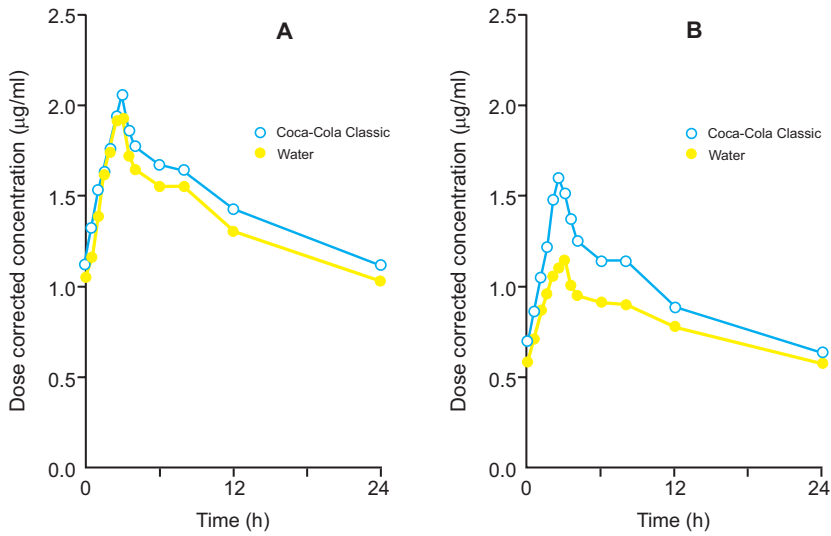 A
2.5
2.0
1.5
1.0
0.5
0.0
Dose corrected concentration (μg/ml)
Coca-Cola Classic
Water
0
12
24
Time (h)
B
2.5
2.0
1.5
1.0
0.5
0.0
Dose corrected concentration (μg/ml)
Coca-Cola Classic
Water
0
12
24
Time (h)